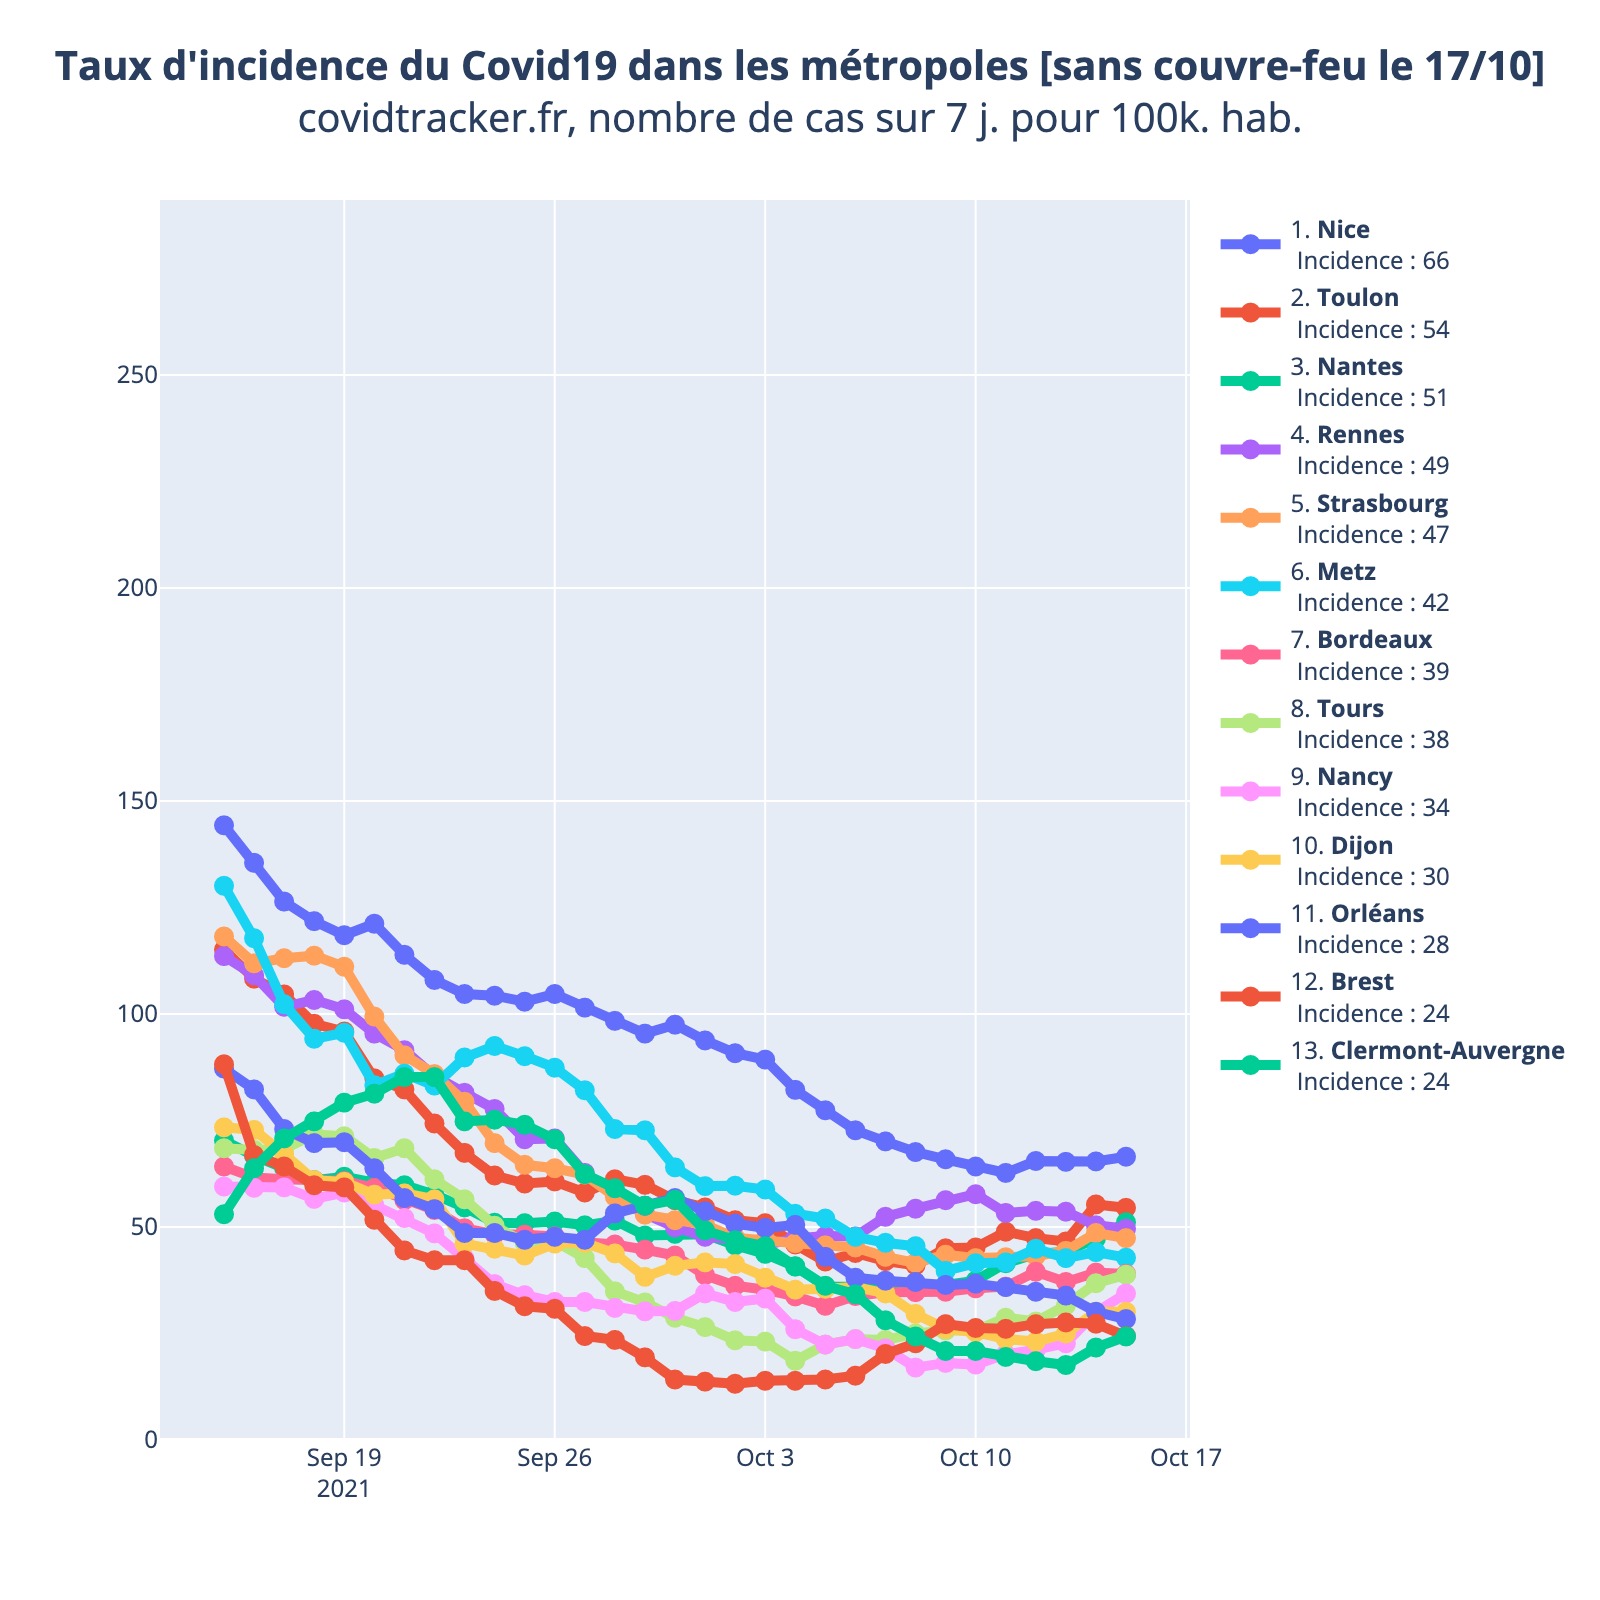 Taux d'incidence du Covid19 dans les métropoles [sans couvre-feu le 17/10]
covidtracker.fr, nombre de cas sur 7 j. pour 100k. hab.
250
200
150
100
50
0
Sep 19
2021
Sep 26
Oct 3
Oct 10
Oct 17
1. Nice
Incidence : 66
2. Toulon
Incidence : 54
3. Nantes
Incidence : 51
4. Rennes
Incidence : 49
5. Strasbourg
Incidence : 47
6. Metz
Incidence : 42
7. Bordeaux
Incidence : 39
8. Tours
Incidence : 38
9. Nancy
Incidence : 34
10. Dijon
Incidence : 30
11. Orléans
Incidence : 28
12. Brest
Incidence : 24
13. Clermont-Auvergne
Incidence : 24